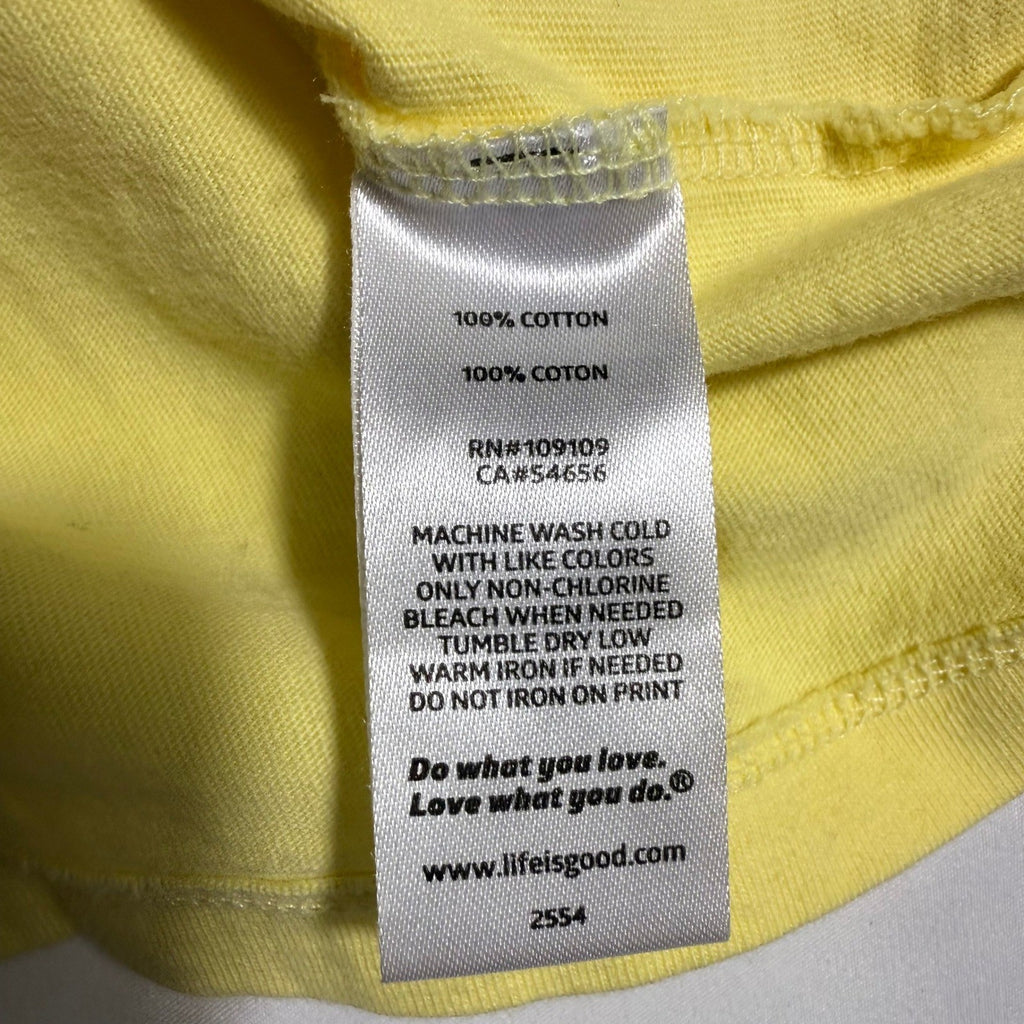 100% COTTON
100% COTON
RN#109109
CA#54656
MACHINE WASH COLD
WITH LIKE COLORS
ONLY NON-CHLORINE
BLEACH WHEN NEEDED
TUMBLE DRY LOW
WARM IRON IF NEEDED
DO NOT IRON ON PRINT
Do what you love.
Love what you do.®
www.lifeisgood.com
2554